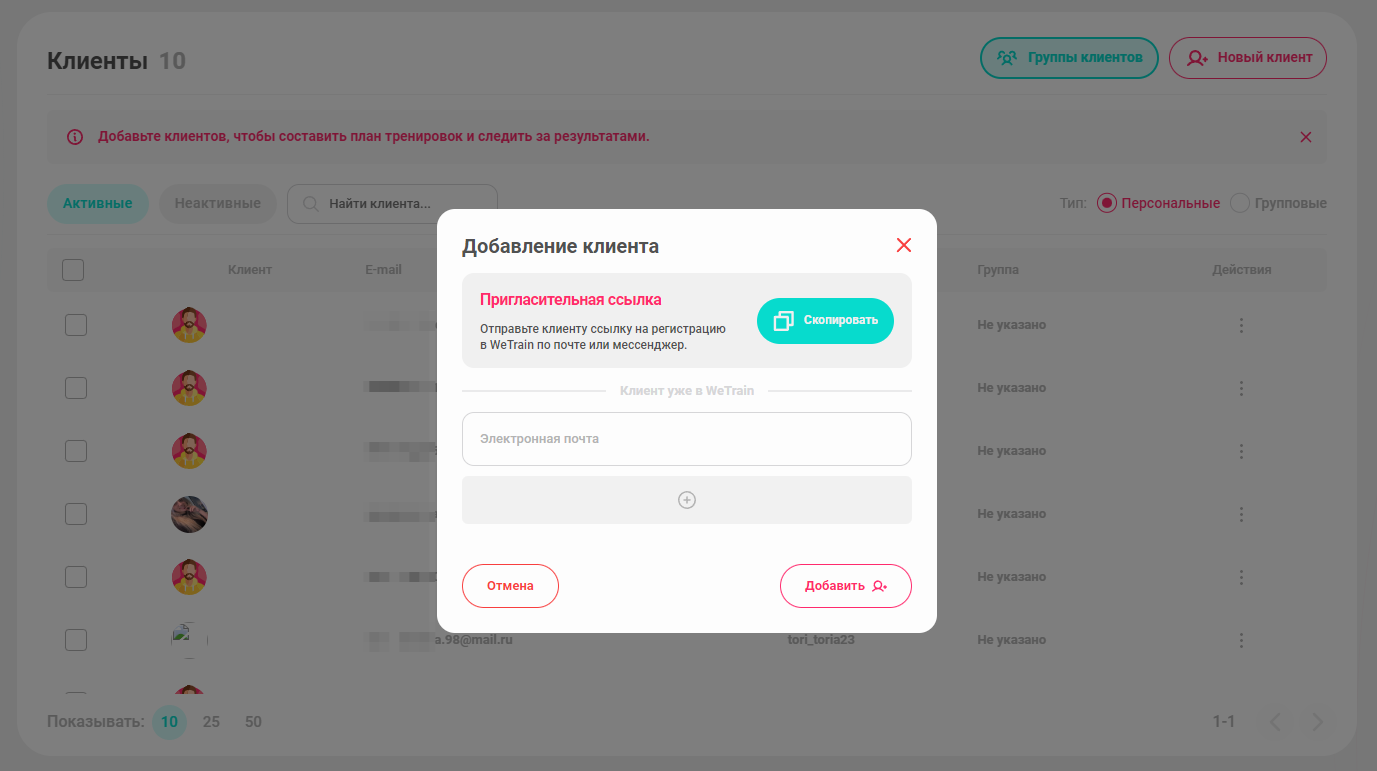 Клиенты 10
Группы клиентов
Новый клиент
Добавьте клиентов, чтобы составить план тренировок и следить за результатами.
Активные
Неактивные
Найти клиента...
Тип:
Персональные
Групповые
Клиент
E-mail
Группа
Действия
Не указано
Не указано
Не указано
Не указано
Не указано
a.98@mail.ru
tori_toria23
Не указано
Показывать: 10 25 50
1-1
Добавление клиента
Пригласительная ссылка
Отправьте клиенту ссылку на регистрацию
в WeTrain по почте или мессенджер.
Скопировать
Клиент уже в WeTrain
Электронная почта
Отмена
Добавить